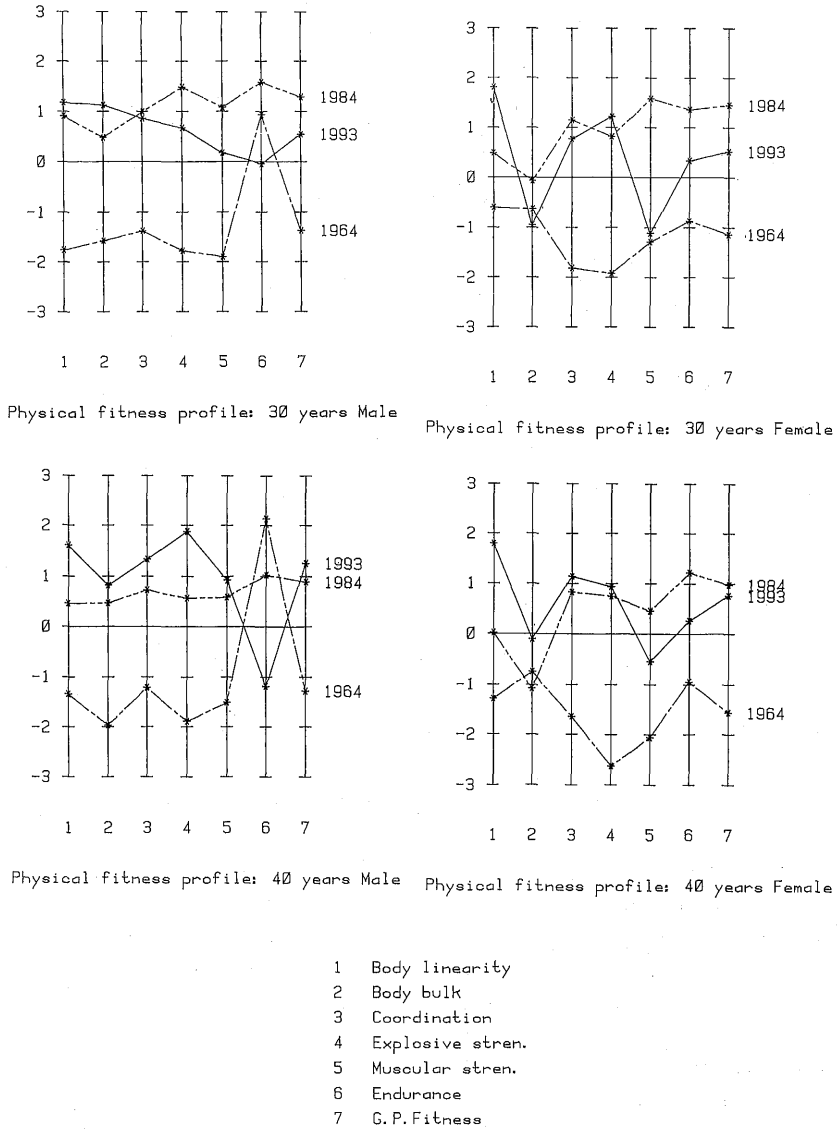 3
2
1
0
-1
-2
-3
1984
1993
1964
1 2 3 4 5 6 7
Physical fitness profile: 30 years Male
3
2
1
0
-1
-2
-3
1984
1993
1964
1 2 3 4 5 6 7
Physical fitness profile: 30 years Female
3
2
1
0
-1
-2
-3
1993
1984
1964
1 2 3 4 5 6 7
Physical fitness profile: 40 years Male
3
2
1
0
-1
-2
-3
1984
1993
1964
1 2 3 4 5 6 7
Physical fitness profile: 40 years Female
1 Body linearity
2 Body bulk
3 Coordination
4 Explosive stren.
5 Muscular stren.
6 Endurance
7 G.P.Fitness